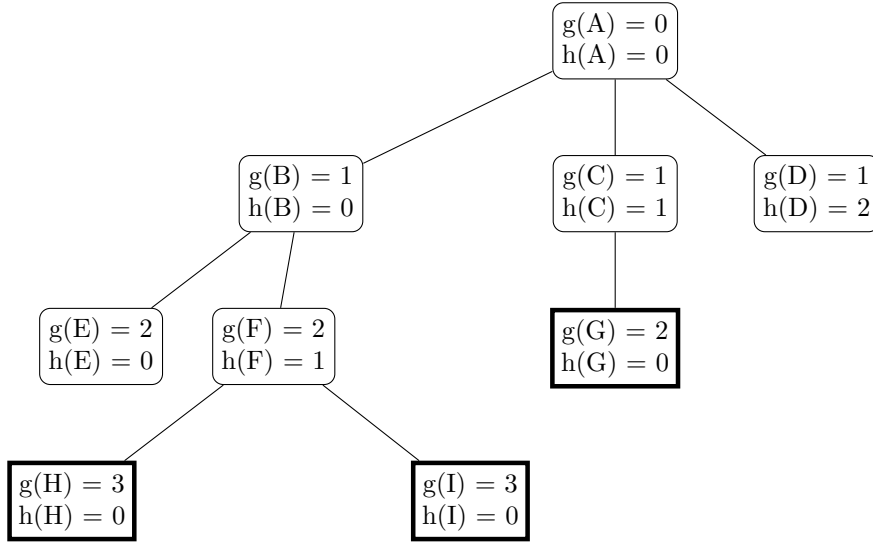 g(A) = 0
h(A) = 0
g(B) = 1
h(B) = 0
g(C) = 1
h(C) = 1
g(D) = 1
h(D) = 2
g(E) = 2
h(E) = 0
g(F) = 2
h(F) = 1
g(G) = 2
h(G) = 0
g(H) = 3
h(H) = 0
g(I) = 3
h(I) = 0